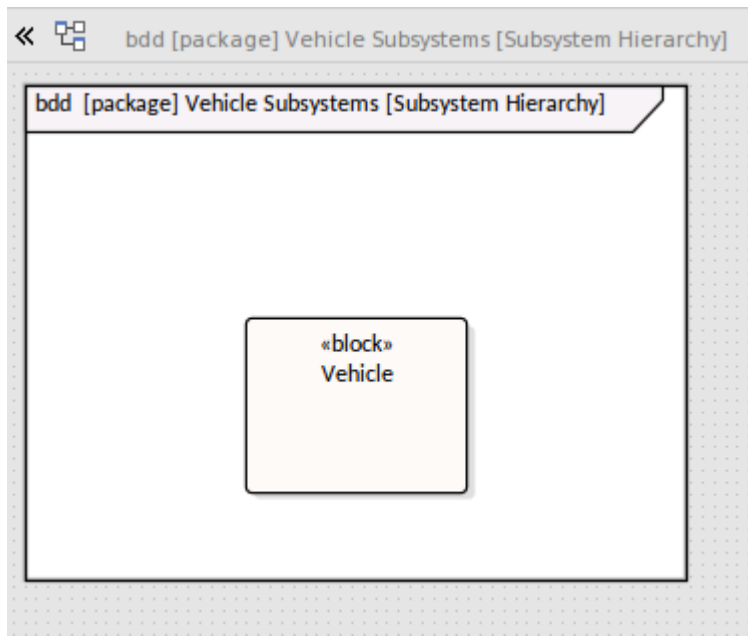 « bdd [package] Vehicle Subsystems [Subsystem Hierarchy]
bdd [package] Vehicle Subsystems [Subsystem Hierarchy]
«block»
Vehicle